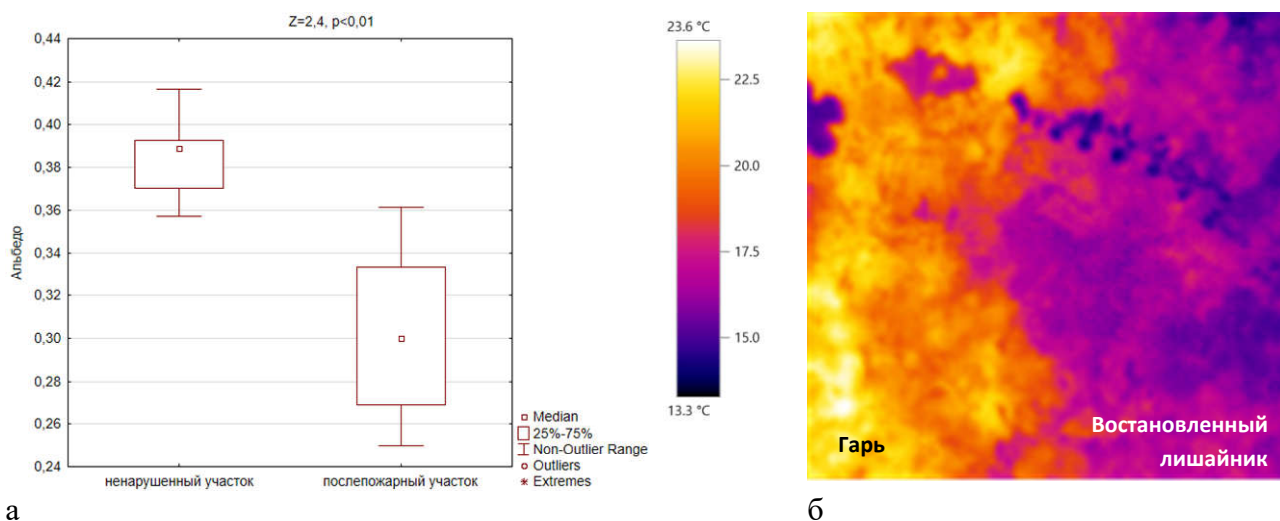 Z=2,4, p<0,01
0,44
0,42
0,40
0,38
0,36
0,34
0,32
0,30
0,28
0,26
0,24
Альбедо
ненарушенный участок
послепожарный участок
Median
25%-75%
Non-Outlier Range
Outliers
Extremes
23.6 °C
22.5
20.0
17.5
15.0
13.3 °C
Гарь
Востановленный
лишайник
а
б